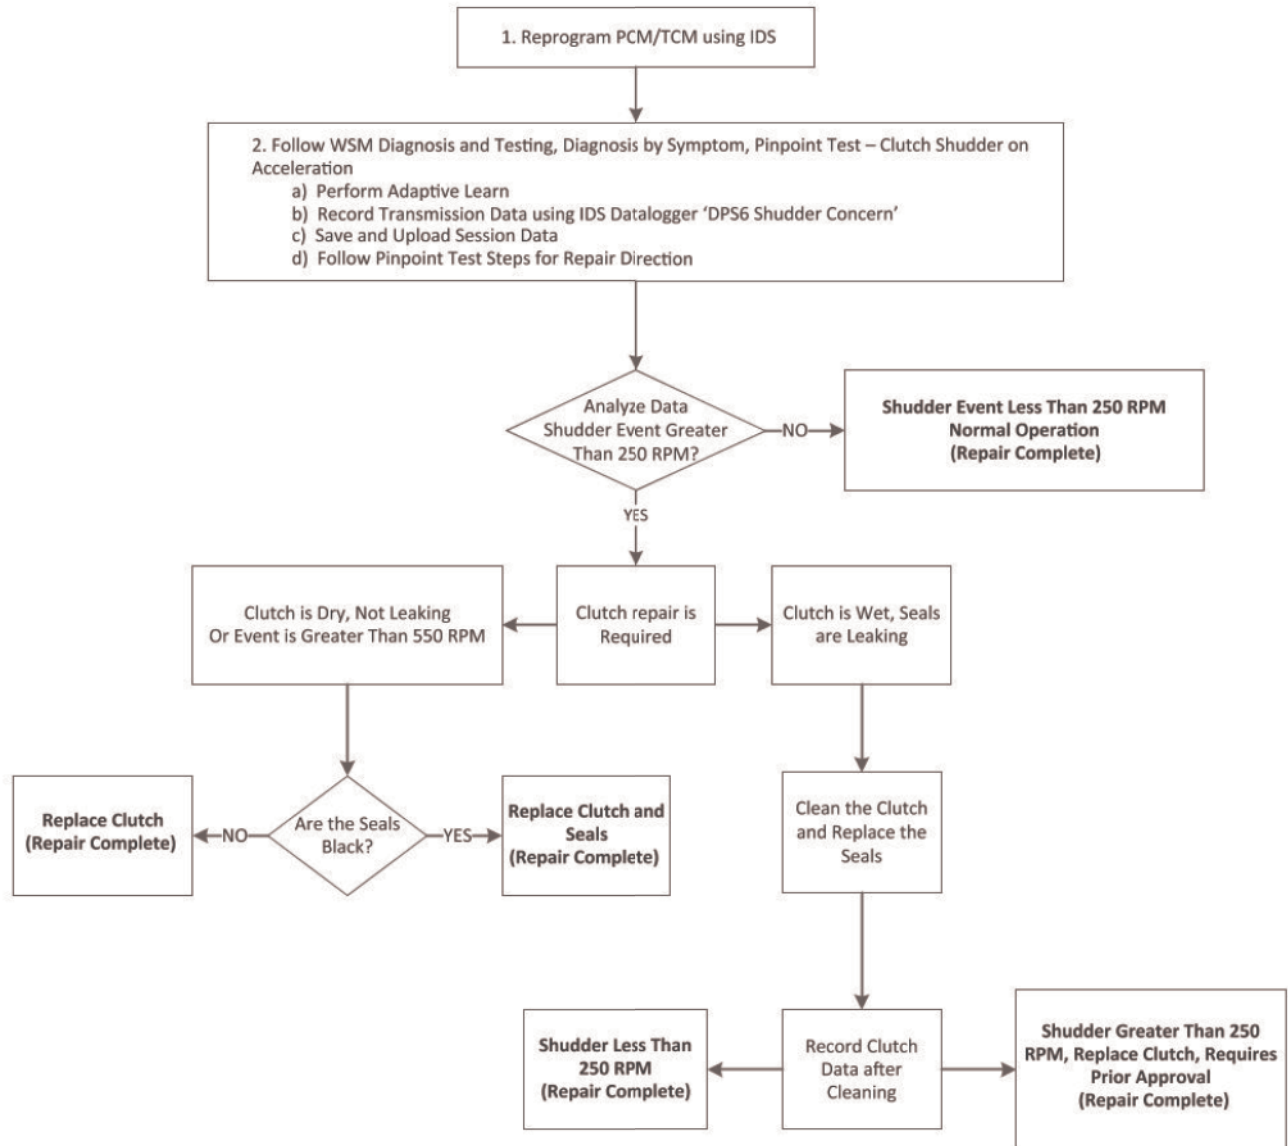 1. Reprogram PCM/TCM using IDS
2. Follow WSM Diagnosis and Testing, Diagnosis by Symptom, Pinpoint Test – Clutch Shudder on
Acceleration
a) Perform Adaptive Learn
b) Record Transmission Data using IDS Datalogger ‘DPS6 Shudder Concern’
c) Save and Upload Session Data
d) Follow Pinpoint Test Steps for Repair Direction
Analyze Data
Shudder Event Greater
Than 250 RPM?
NO
Shudder Event Less Than 250 RPM
Normal Operation
(Repair Complete)
YES
Clutch is Dry, Not Leaking
Or Event is Greater Than 550 RPM
Clutch repair is
Required
Clutch is Wet, Seals
are Leaking
Replace Clutch
(Repair Complete)
NO
Are the Seals
Black?
YES
Replace Clutch and
Seals
(Repair Complete)
Clean the Clutch
and Replace the
Seals
Shudder Less Than
250 RPM
(Repair Complete)
Record Clutch
Data after
Cleaning
Shudder Greater Than 250
RPM, Replace Clutch, Requires
Prior Approval
(Repair Complete)